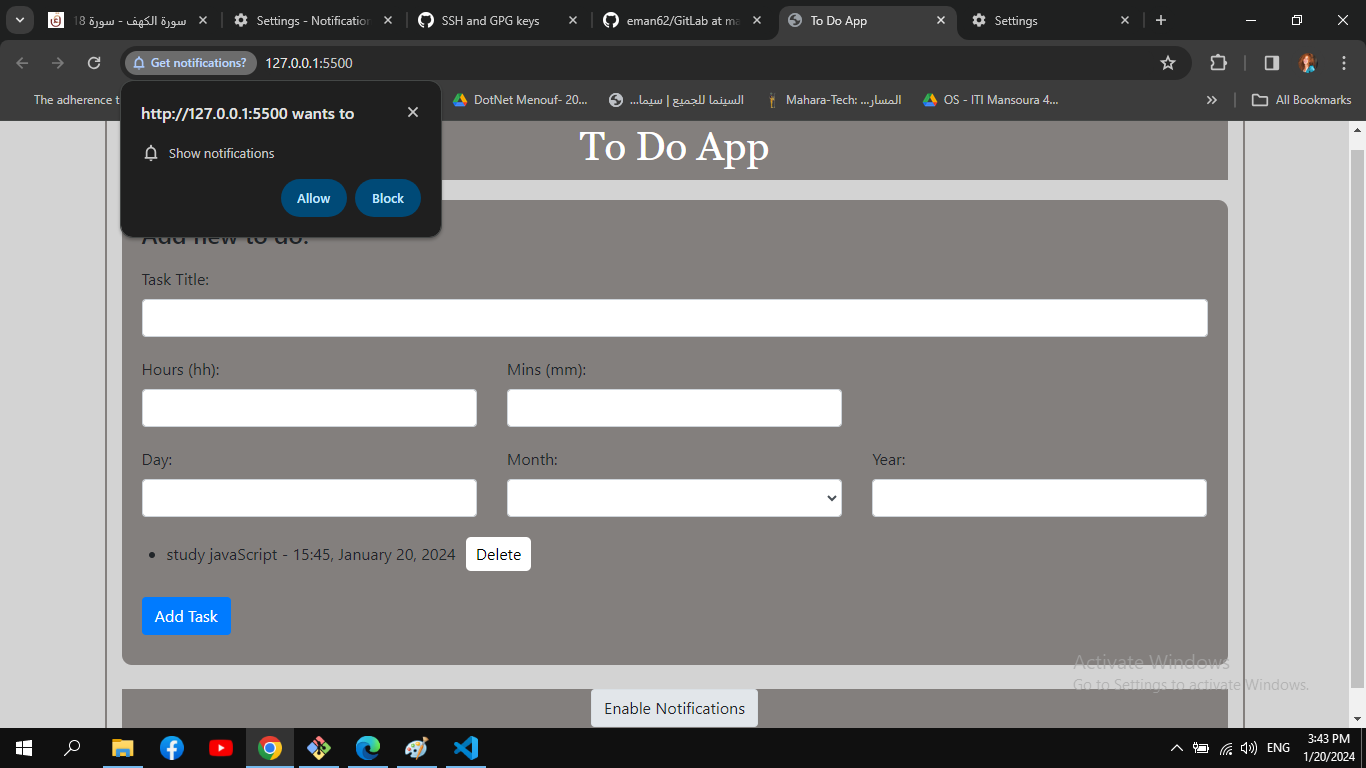 سورة الكهف - سورة 18
Settings - Notification
SSH and GPG keys
eman62/GitLab at ma
To Do App
Settings
Get notifications?
127.0.0.1:5500
The adherence t
DotNet Menouf- 20...
السينما للجميع | سيما...
Mahara-Tech: المسار...
OS - ITI Mansoura 4...
All Bookmarks
http://127.0.0.1:5500 wants to
Show notifications
Allow
Block
To Do App
Add new to do:
Task Title:
Hours (hh):
Mins (mm):
Day:
Month:
Year:
study javaScript - 15:45, January 20, 2024
Delete
Add Task
Activate Windows
Go to Settings to activate Windows.
Enable Notifications
ENG
3:43 PM
1/20/2024